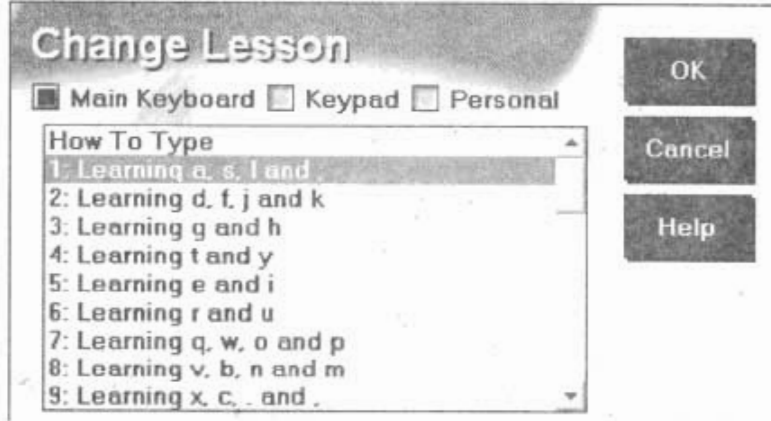 Change Lesson
Main Keyboard Keypad Personal
How To Type
1: Learning a, s, l and
2: Learning d, f, j and k
3: Learning g and h
4: Learning t and y
5: Learning e and i
6: Learning r and u
7: Learning q, w, o and p
8: Learning v, b, n and m
9: Learning x, c, . and ,
OK
Cancel
Help